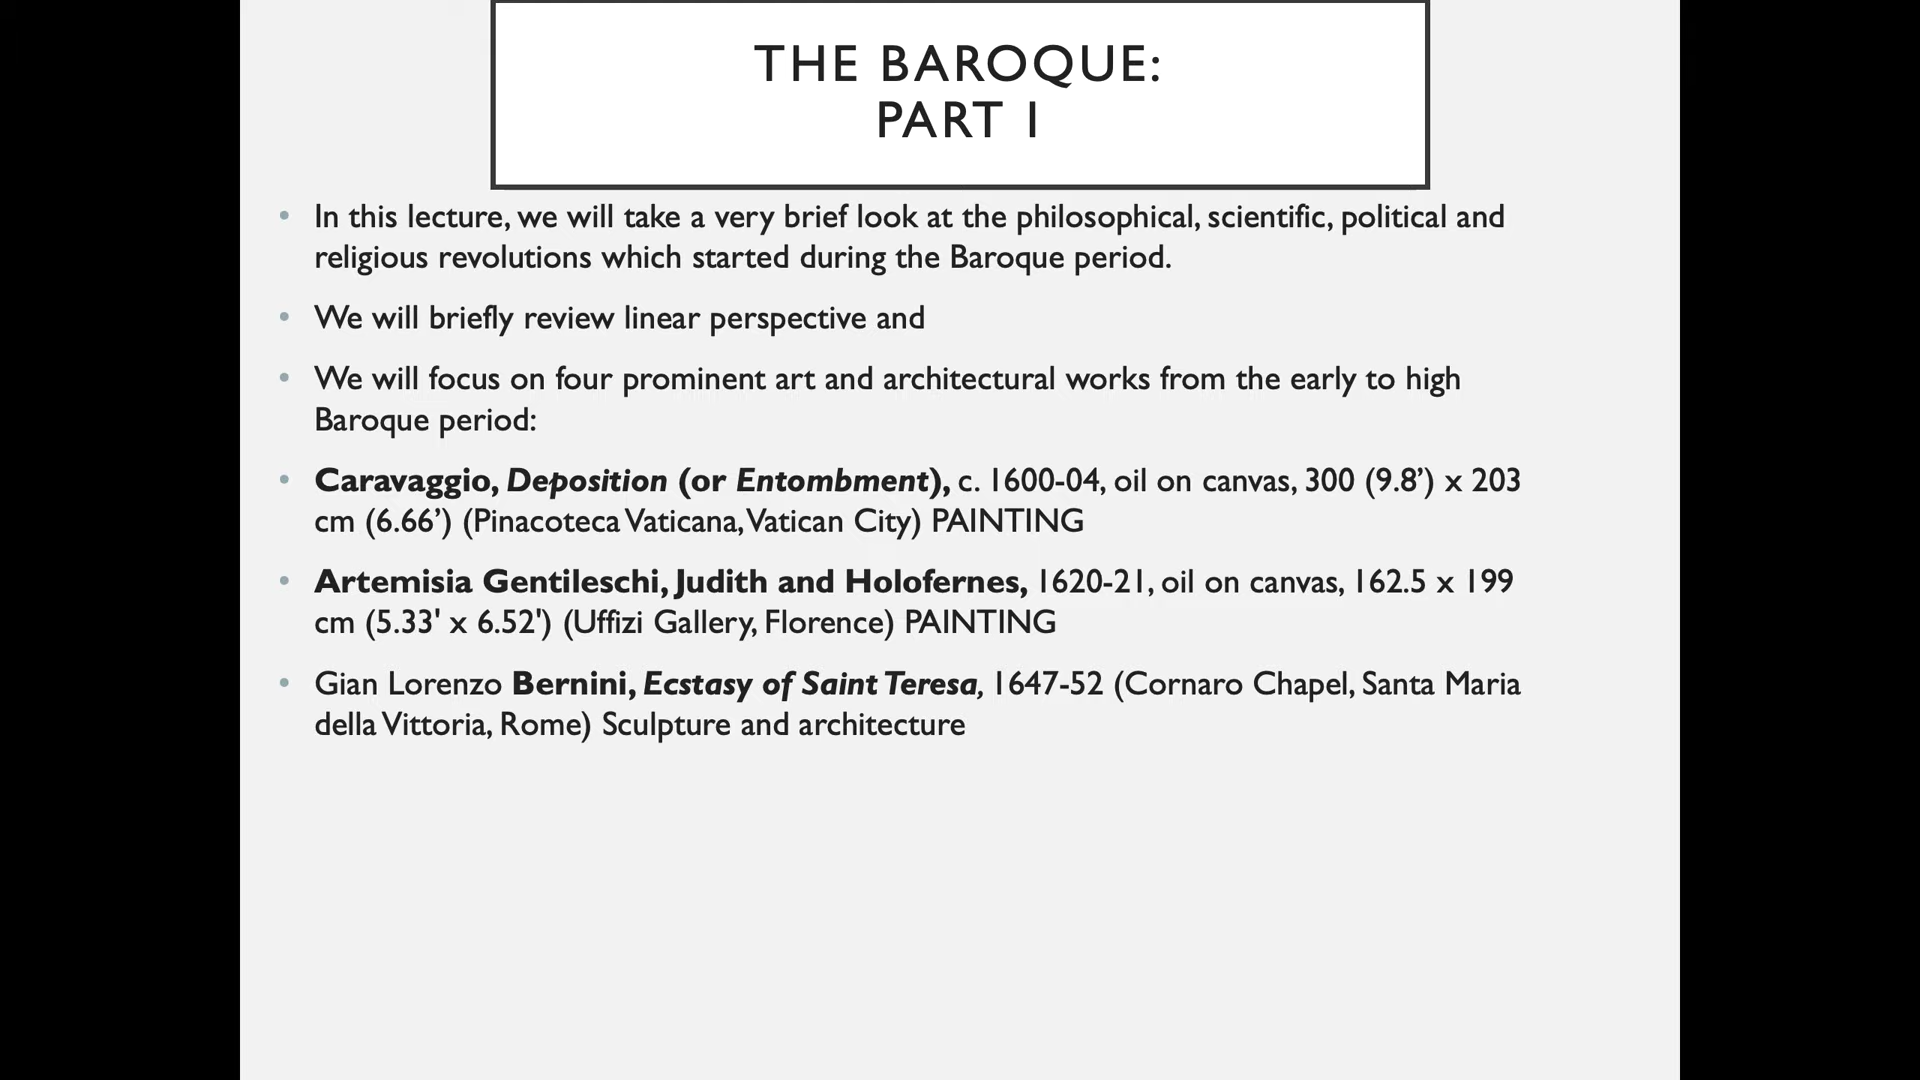 THE BAROQUE:
PART I
• In this lecture, we will take a very brief look at the philosophical, scientific, political and
religious revolutions which started during the Baroque period.
• We will briefly review linear perspective and
• We will focus on four prominent art and architectural works from the early to high
Baroque period:
• Caravaggio, Deposition (or Entombment), c. 1600-04, oil on canvas, 300 (9.8’) x 203
cm (6.66’) (Pinacoteca Vaticana, Vatican City) PAINTING
• Artemisia Gentileschi, Judith and Holofernes, 1620-21, oil on canvas, 162.5 x 199
cm (5.33' x 6.52') (Uffizi Gallery, Florence) PAINTING
• Gian Lorenzo Bernini, Ecstasy of Saint Teresa, 1647-52 (Cornaro Chapel, Santa Maria
della Vittoria, Rome) Sculpture and architecture